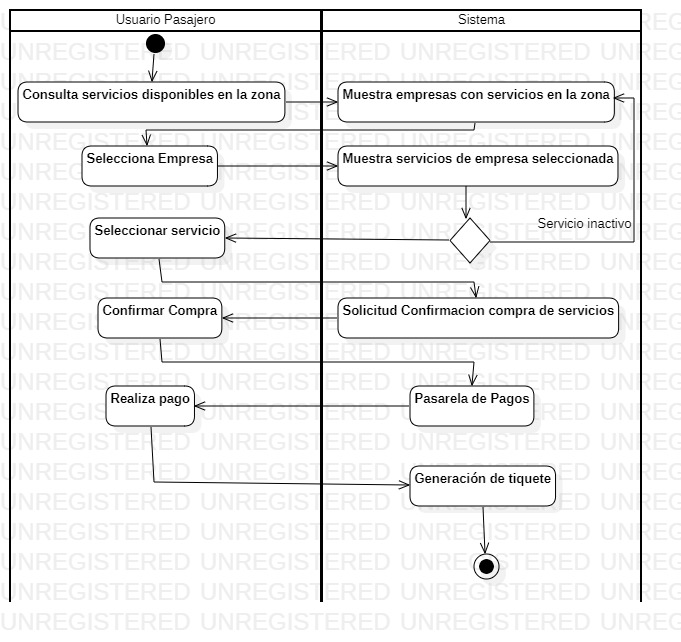 Usuario Pasajero
Sistema
Consulta servicios disponibles en la zona
Muestra empresas con servicios en la zona
Selecciona Empresa
Muestra servicios de empresa seleccionada
Servicio inactivo
Seleccionar servicio
Confirmar Compra
Solicitud Confirmacion compra de servicios
Realiza pago
Pasarela de Pagos
Generación de tiquete
UNREGISTERED